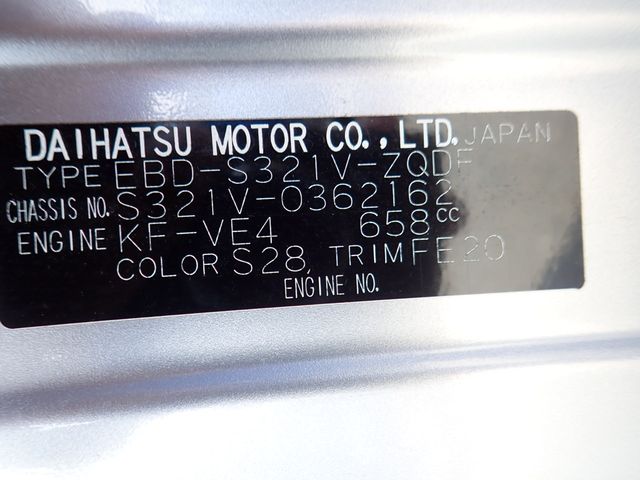 DAIHATSU MOTOR CO., LTD. JAPAN
TYPE EBD-S321V-ZQDF
CHASSIS NO. S321V-0362162
ENGINE KF-VE4 658CC
COLOR S28 TRIM FE20
ENGINE NO.